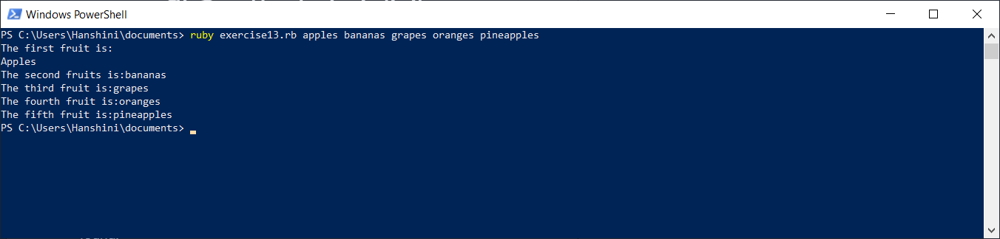 Windows PowerShell
PS C:\Users\Hanshini\documents> ruby exercise13.rb apples bananas grapes oranges pineapples
The first fruit is:
Apples
The second fruits is:bananas
The third fruit is:grapes
The fourth fruit is:oranges
The fifth fruit is:pineapples
PS C:\Users\Hanshini\documents>